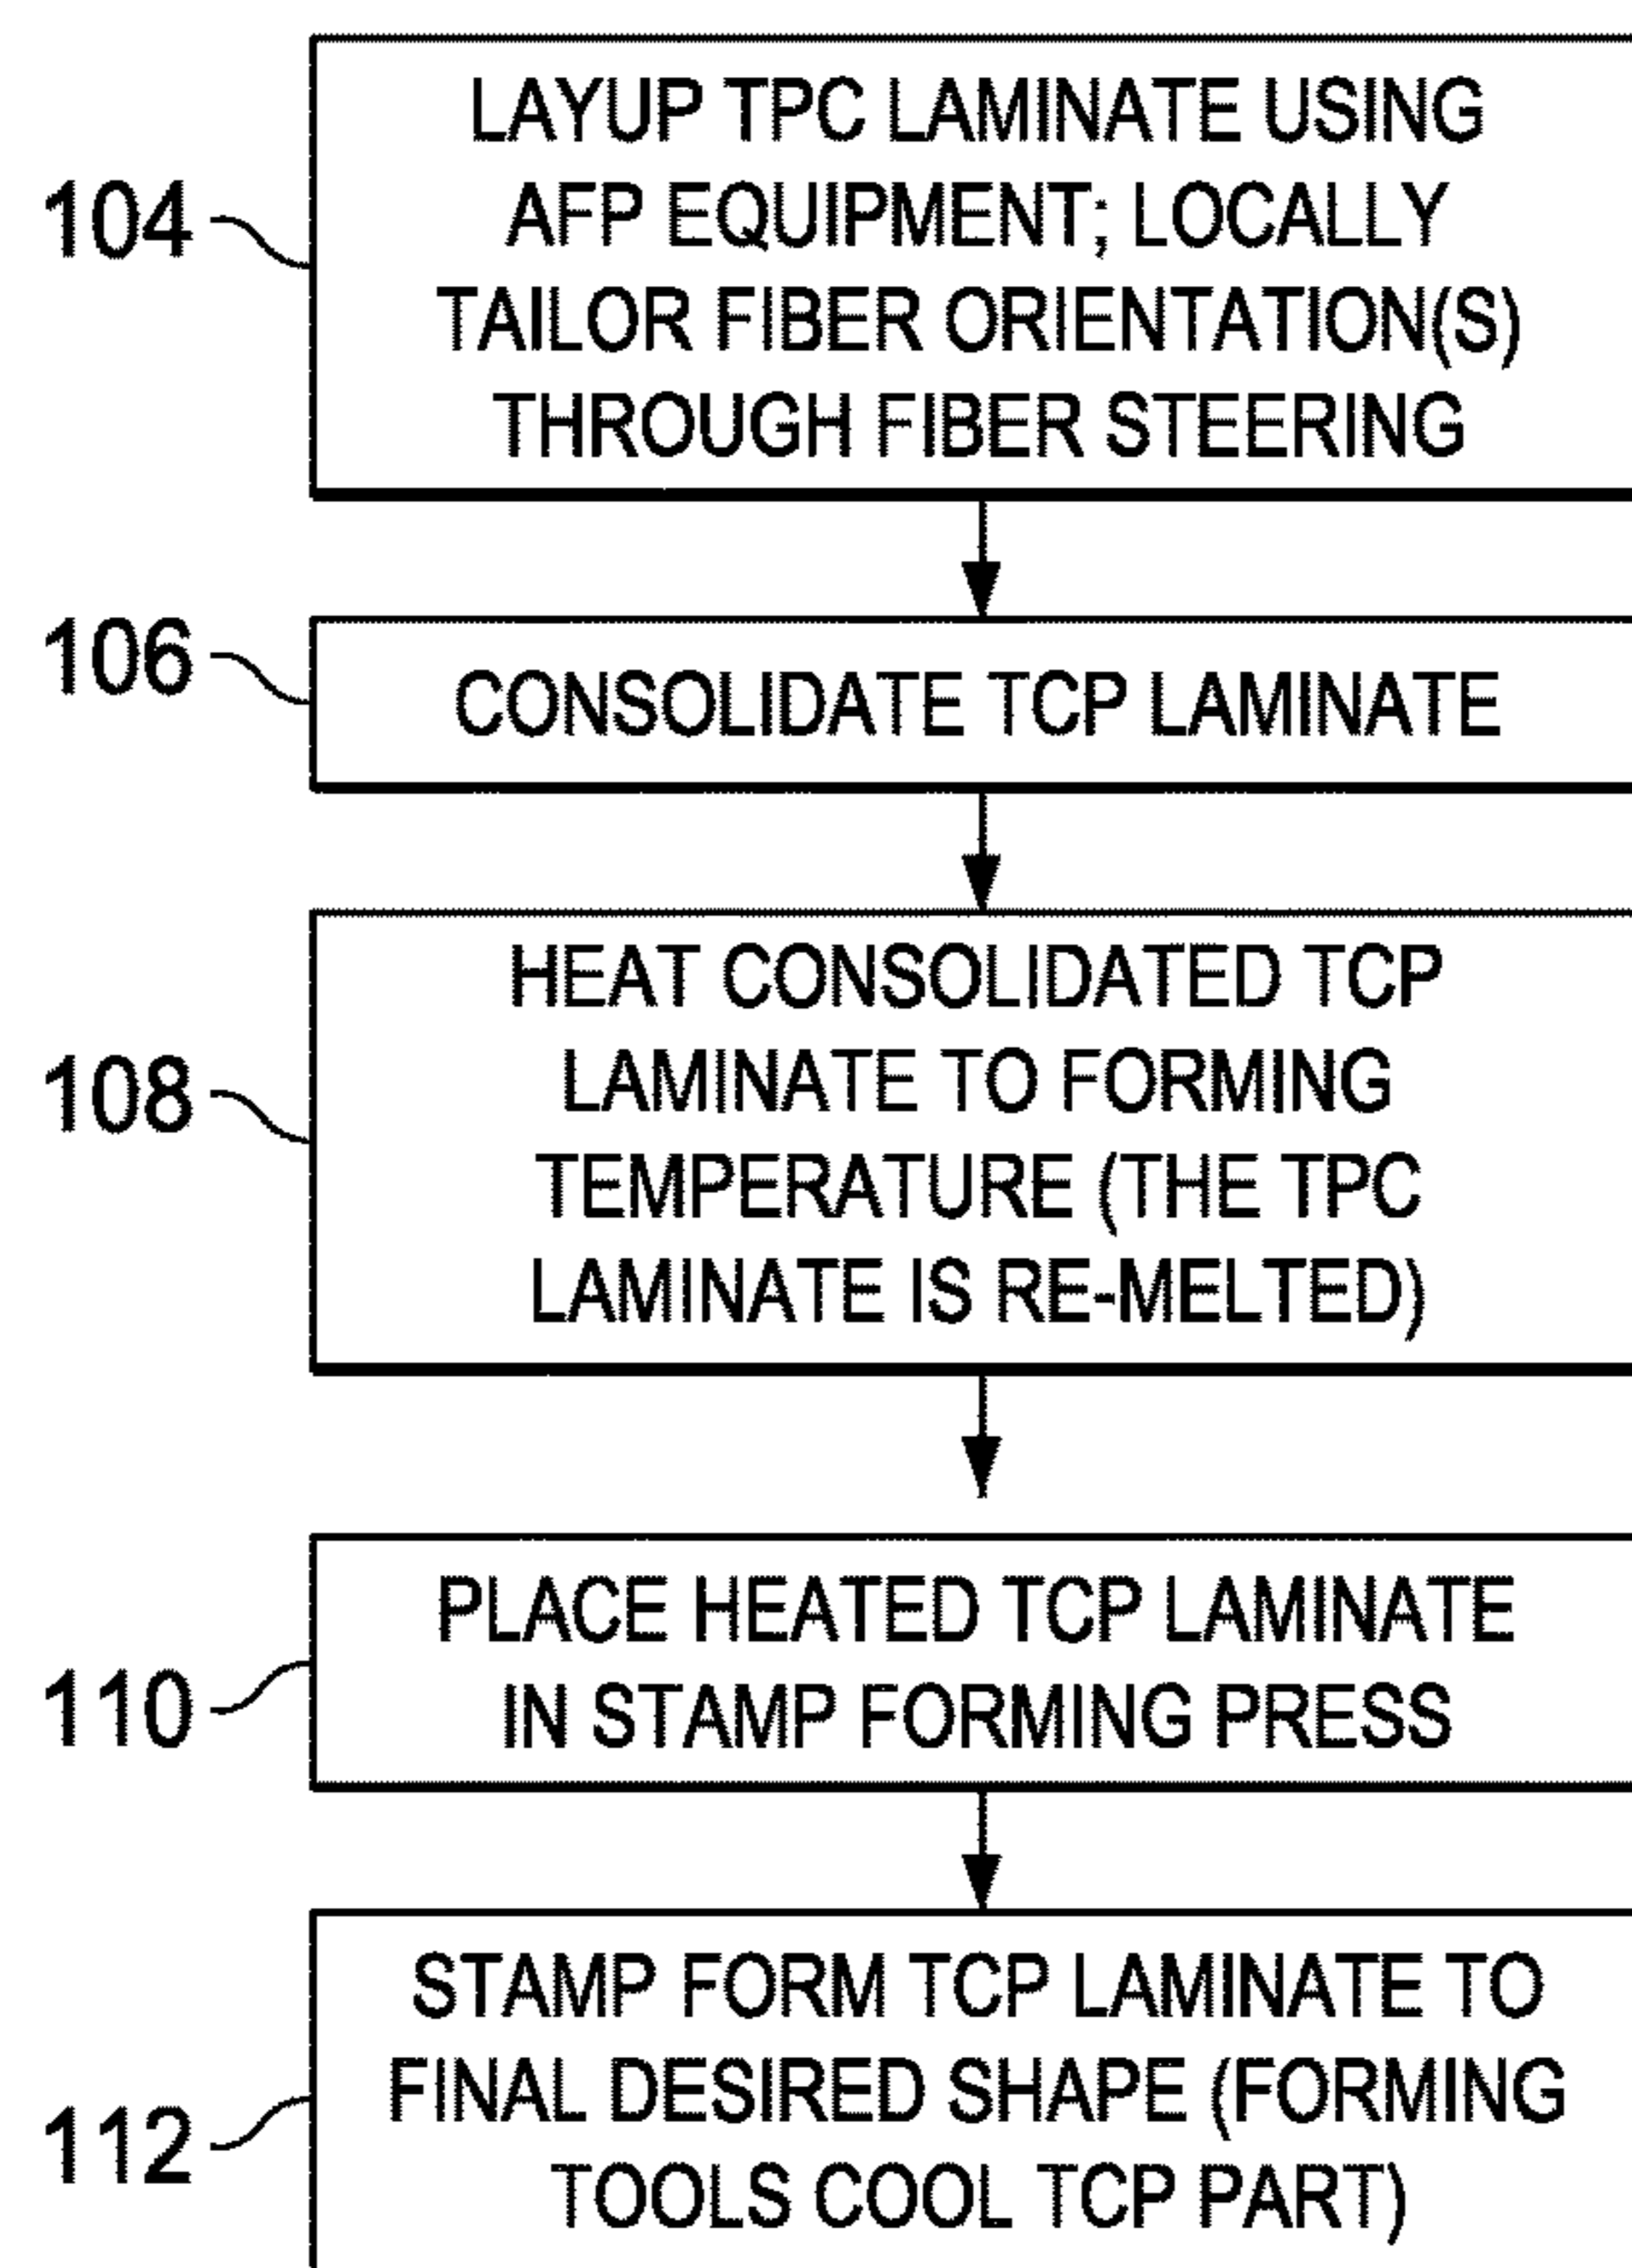 104
LAYUP TPC LAMINATE USING
AFP EQUIPMENT; LOCALLY
TAILOR FIBER ORIENTATION(S)
THROUGH FIBER STEERING
106
CONSOLIDATE TCP LAMINATE
108
HEAT CONSOLIDATED TCP
LAMINATE TO FORMING
TEMPERATURE (THE TPC
LAMINATE IS RE-MELTED)
110
PLACE HEATED TCP LAMINATE
IN STAMP FORMING PRESS
112
STAMP FORM TCP LAMINATE TO
FINAL DESIRED SHAPE (FORMING
TOOLS COOL TCP PART)